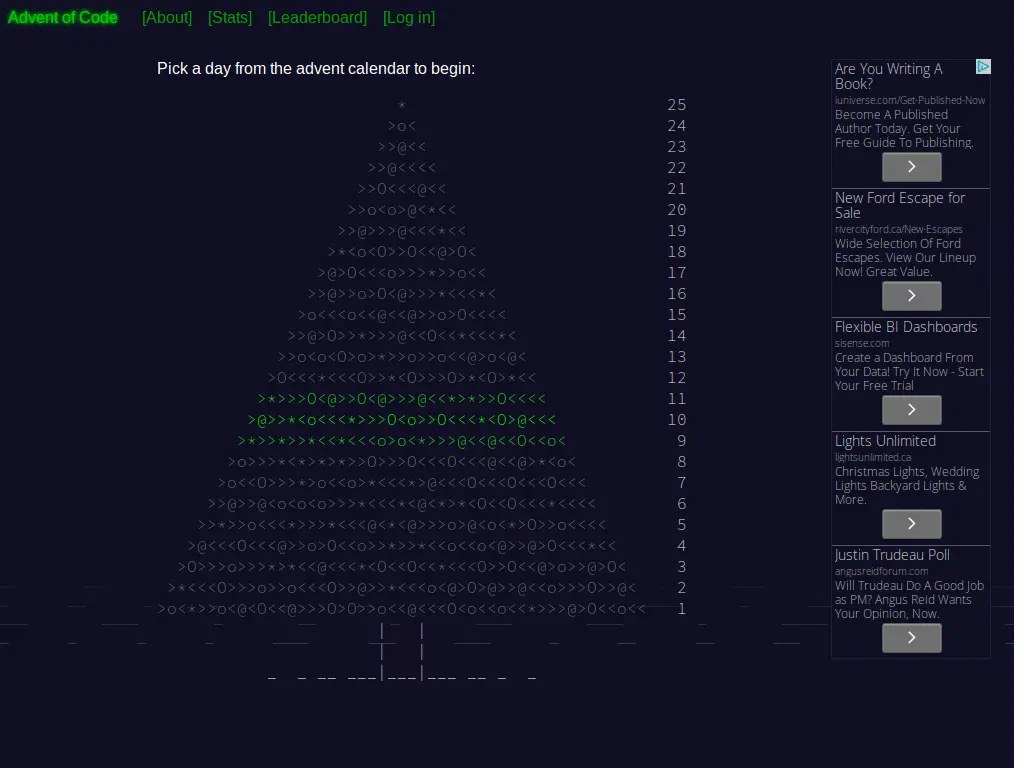 Advent of Code [About] [Stats] [Leaderboard] [Log in]
Pick a day from the advent calendar to begin:
* 25
>o< 24
>>@<< 23
>>@<<<< 22
>>O<<<@<< 21
>>o<o>@<*<< 20
>>@>>>@<<<*<< 19
>*<o<O>>O<<@>O< 18
>@>O<<<o>>>*>>o<< 17
>>@>>o>O<@>>>*<<<*< 16
>o<<<o<<@<<@>>o>O<<<< 15
>>@>O>>*>>>@<<O<<*<<<*< 14
>>o<o<O>o>*>>o>>o<<@>o<@< 13
>O<<<*<<<O>>*<O>>>O>*<O>*<< 12
>*>>>O<@>>O<@>>>@<<*>*>>O<<<< 11
>@>>*<o<<<*>>>O<o>>O<<<*<O>@<<< 10
>*>>*>>*<<*<<<o>o<*>>>@<<@<<O<<o< 9
>o>>>*<*>*>*>>O>>>O<<<O<<<@<<@>*<o< 8
>o<<O>>>*>o<<o>*<<<*>@<<<O<<<O<<<O<<< 7
>>@>>@<o<o<o>>>*<<<*<@<*<O<<O<<<*<<<<<< 6
>>*>>o<<<*>>>*<<<@<*<@>>>o>@<o<*>O>>o<<<< 5
>@<<<O<<<@>>o>O<<o>>*>>*<<o<<o<@>>@>O<<<*<< 4
>O>>>o>>>*<<@<<<*<O<<O<<*<<<O>>O<<@>o>>@>O< 3
>*<<<O>>>o>>o<<<O>>@>*<<<o<@>O>@>>@<<o>>>O>>@< 2
>o<*>>o<@<O<<@>>>O>O>>o<<@<<<O<o<<o<<*>>>@>O<<o<< 1
| |
| |
_ _ __ ___|___|___ __ _ _
Are You Writing A
Book?
iuniverse.com/Get-Published-Now
Become A Published
Author Today. Get Your
Free Guide To Publishing.
New Ford Escape for
Sale
rivercityford.ca/New-Escapes
Wide Selection Of Ford
Escapes. View Our Lineup
Now! Great Value.
Flexible BI Dashboards
sisense.com
Create a Dashboard From
Your Data! Try It Now - Start
Your Free Trial
Lights Unlimited
lightsunlimited.ca
Christmas Lights, Wedding
Lights Backyard Lights &
More.
Justin Trudeau Poll
angusreidforum.com
Will Trudeau Do A Good Job
as PM? Angus Reid Wants
Your Opinion, Now.